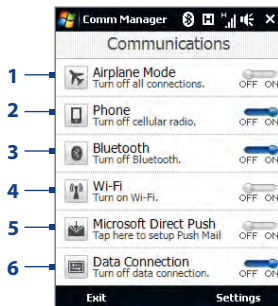 Comm Manager
Communications
1 Airplane Mode
Turn off all connections.
OFF ON
2 Phone
Turn off cellular radio.
OFF ON
3 Bluetooth
Turn off Bluetooth.
OFF ON
4 Wi-Fi
Turn on Wi-Fi.
OFF ON
5 Microsoft Direct Push
Tap here to setup Push Mail
OFF ON
6 Data Connection
Turn off data connection.
OFF ON
Exit Settings